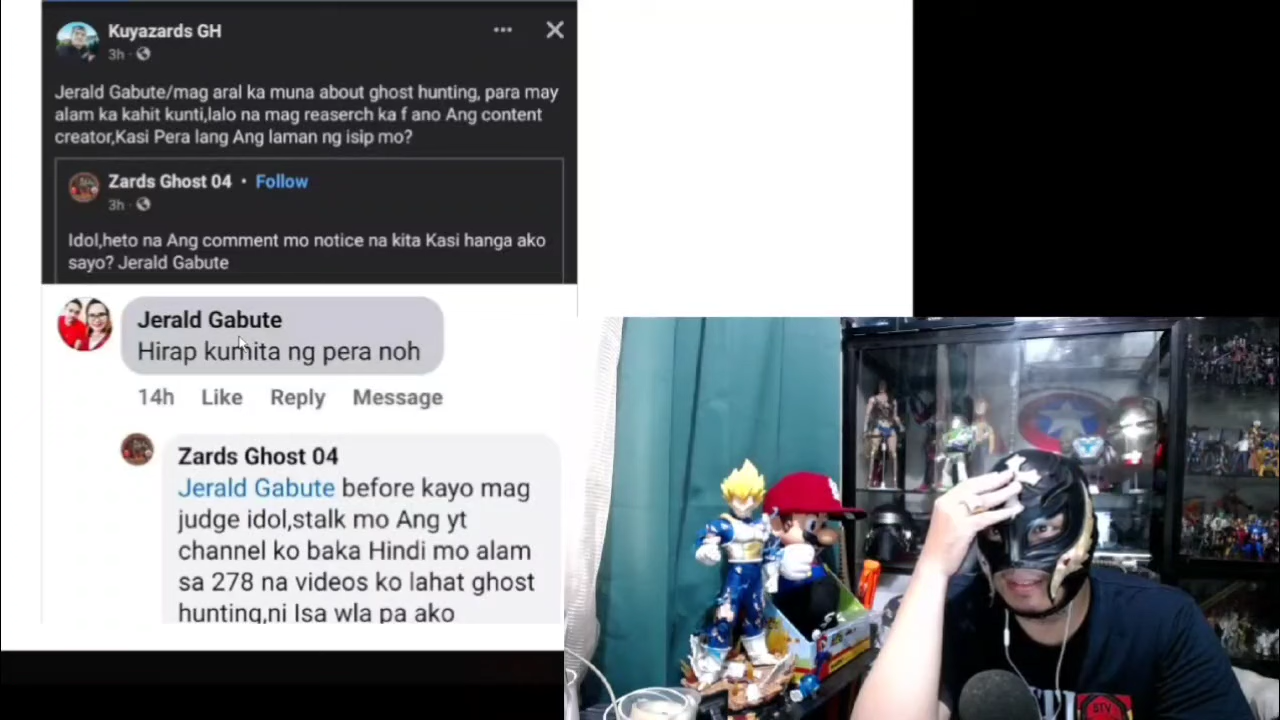 Kuyazards GH
3h
Jerald Gabute/mag aral ka muna about ghost hunting, para may
alam ka kahit kunti,lalo na mag reaserch ka f ano Ang content
creator,Kasi Pera lang Ang laman ng isip mo?
Zards Ghost 04 · Follow
3h
Idol,heto na Ang comment mo notice na kita Kasi hanga ako
sayo? Jerald Gabute
Jerald Gabute
Hirap kumita ng pera noh
14h Like Reply Message
Zards Ghost 04
Jerald Gabute before kayo mag
judge idol,stalk mo Ang yt
channel ko baka Hindi mo alam
sa 278 na videos ko lahat ghost
hunting,ni Isa wla pa ako
STV